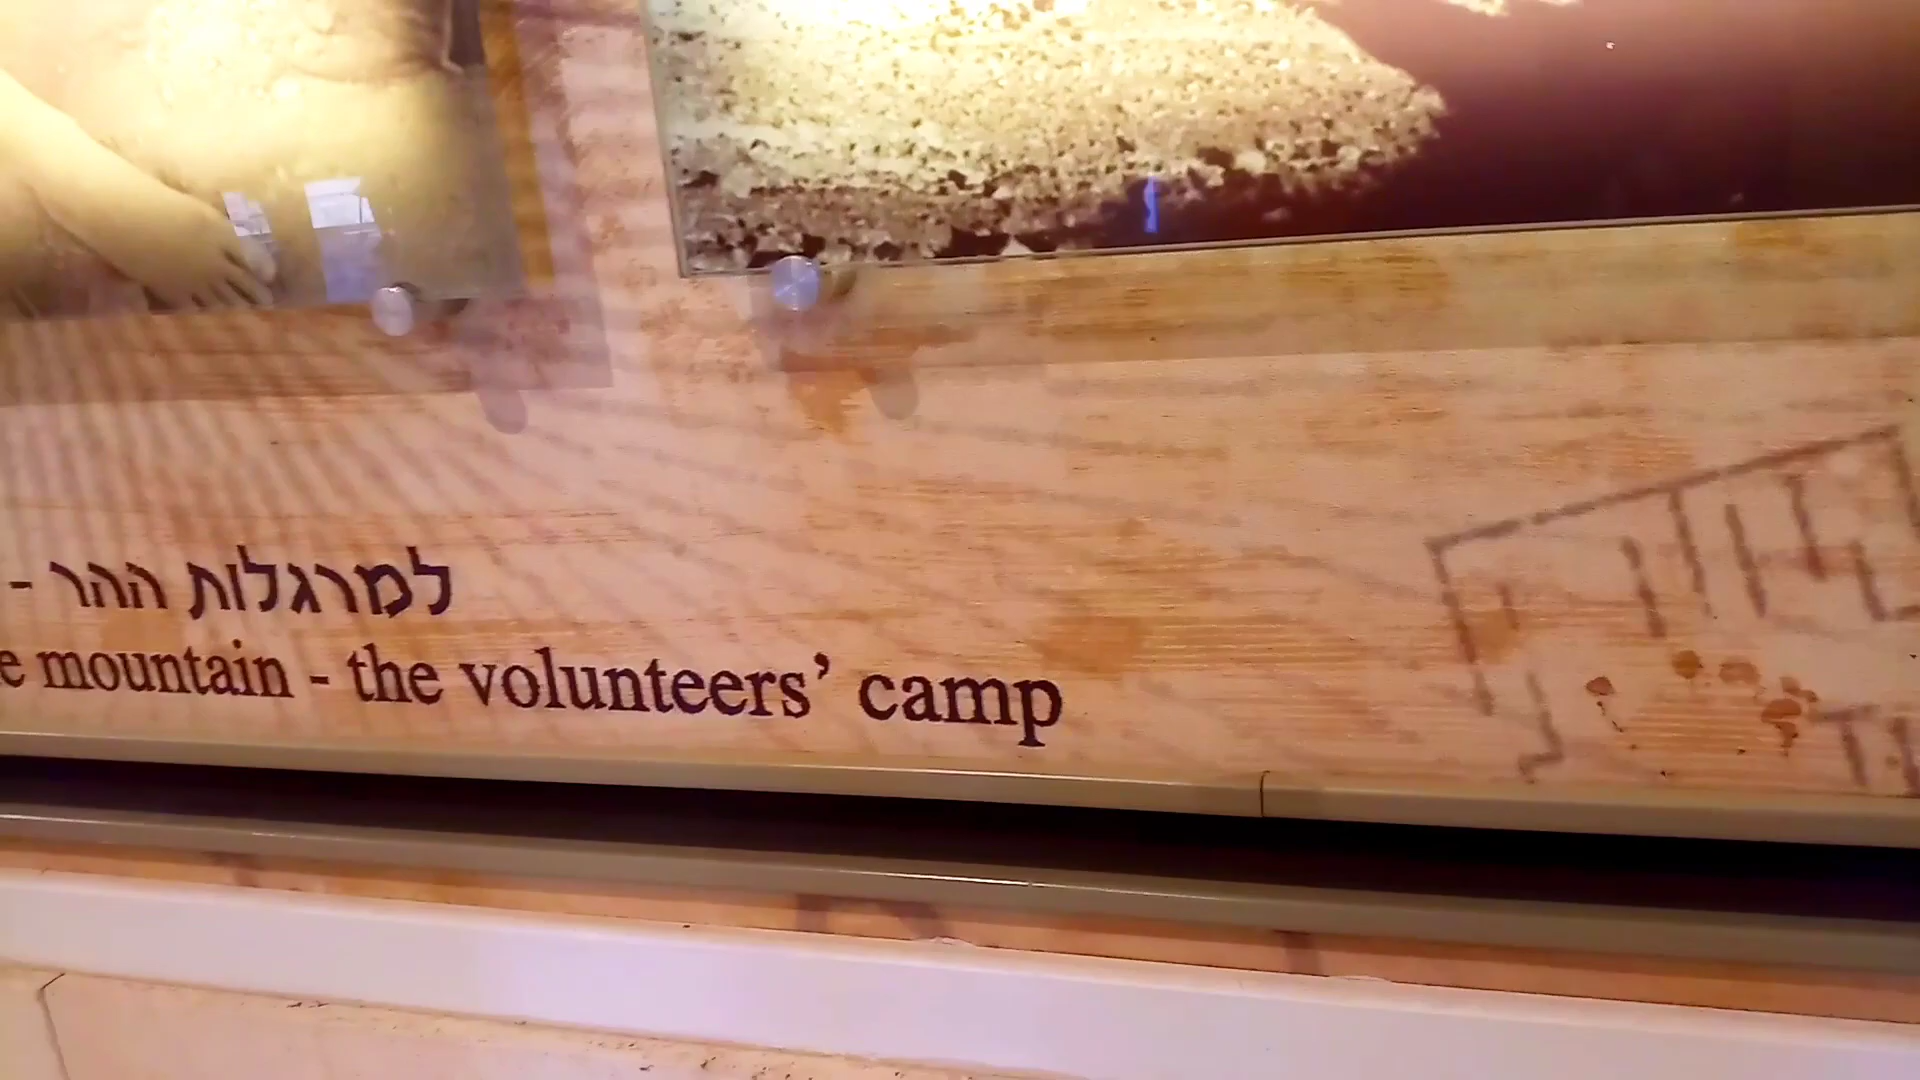 למרגלות ההר -
e mountain - the volunteers’ camp